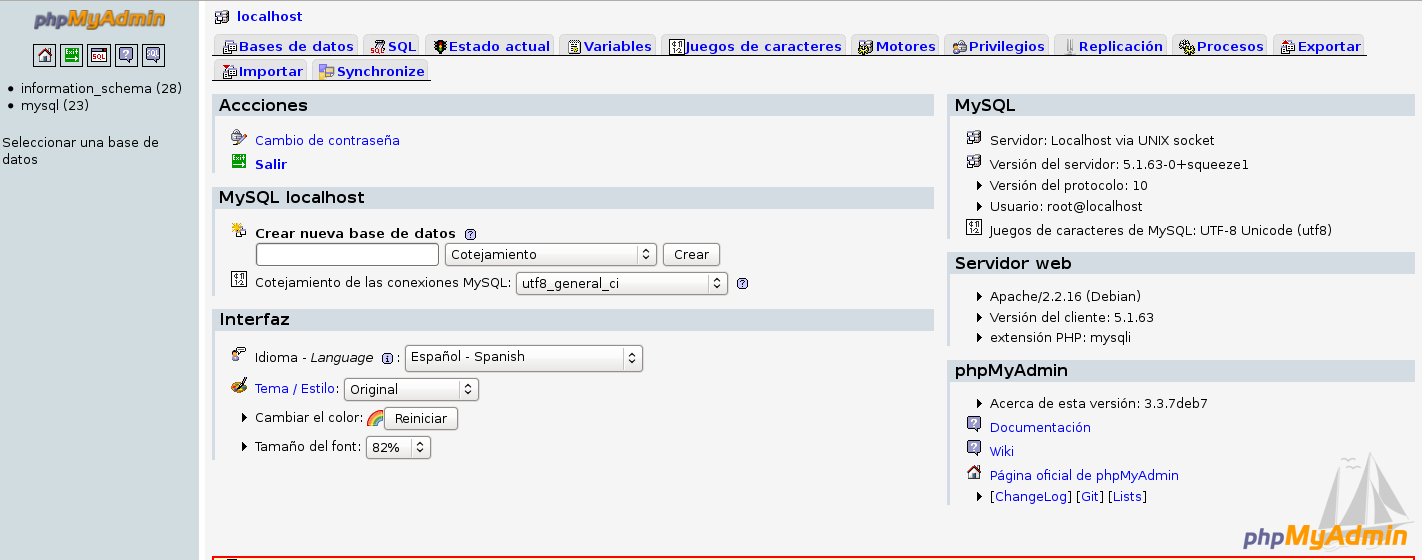 phpMyAdmin
information_schema (28)
mysql (23)
Seleccionar una base de
datos
localhost
Bases de datos SQL Estado actual Variables Juegos de caracteres Motores Privilegios Replicación Procesos Exportar
Importar Synchronize
Accciones
Cambio de contraseña
Salir
MySQL localhost
Crear nueva base de datos
Cotejamiento Crear
Cotejamiento de las conexiones MySQL: utf8_general_ci
Interfaz
Idioma - Language : Español - Spanish
Tema / Estilo: Original
Cambiar el color: Reiniciar
Tamaño del font: 82%
MySQL
Servidor: Localhost via UNIX socket
Versión del servidor: 5.1.63-0+squeeze1
Versión del protocolo: 10
Usuario: root@localhost
Juegos de caracteres de MySQL: UTF-8 Unicode (utf8)
Servidor web
Apache/2.2.16 (Debian)
Versión del cliente: 5.1.63
extensión PHP: mysqli
phpMyAdmin
Acerca de esta versión: 3.3.7deb7
Documentación
Wiki
Página oficial de phpMyAdmin
[ChangeLog] [Git] [Lists]
phpMyAdmin